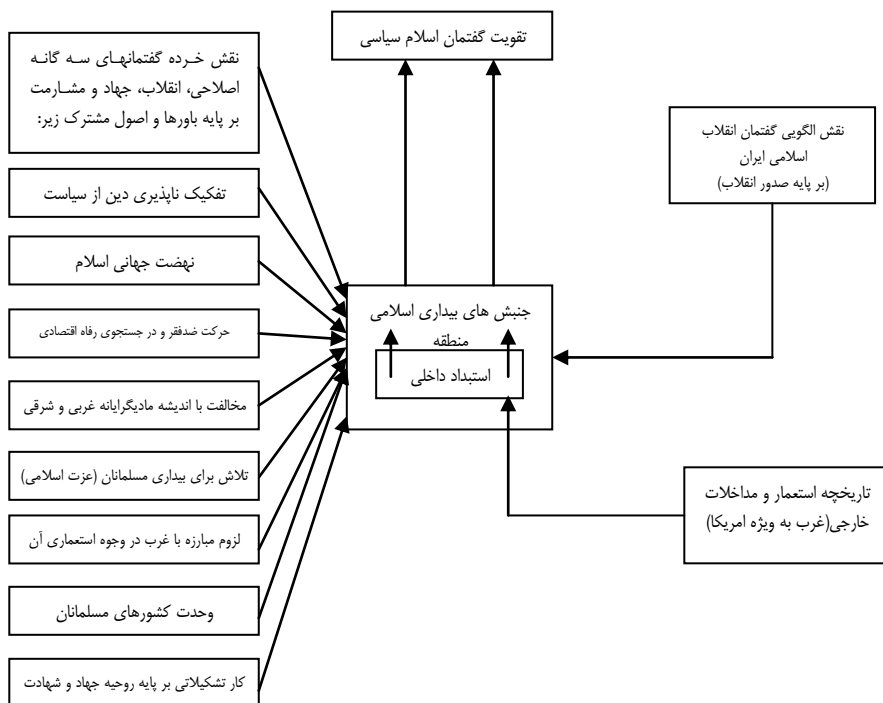 تقویت گفتمان اسلام سیاسی
نقش خرده گفتمانهای سه گانه
اصلاحی، انقلاب، جهاد و مشارمت
بر پایه باورها و اصول مشترک زیر:
نقش الگویی گفتمان انقلاب
اسلامی ایران
(بر پایه صدور انقلاب)
تفکیک ناپذیری دین از سیاست
نهضت جهانی اسلام
حرکت ضدفقر و در جستجوی رفاه اقتصادی
مخالفت با اندیشه مادیگرایانه غربی و شرقی
تلاش برای بیداری مسلمانان (عزت اسلامی)
لزوم مبارزه با غرب در وجوه استعماری آن
وحدت کشورهای مسلمانان
کار تشکیلاتی بر پایه روحیه جهاد و شهادت
جنبش های بیداری اسلامی
منطقه
استبداد داخلی
تاریخچه استعمار و مداخلات
خارجی(غرب به ویژه امریکا)